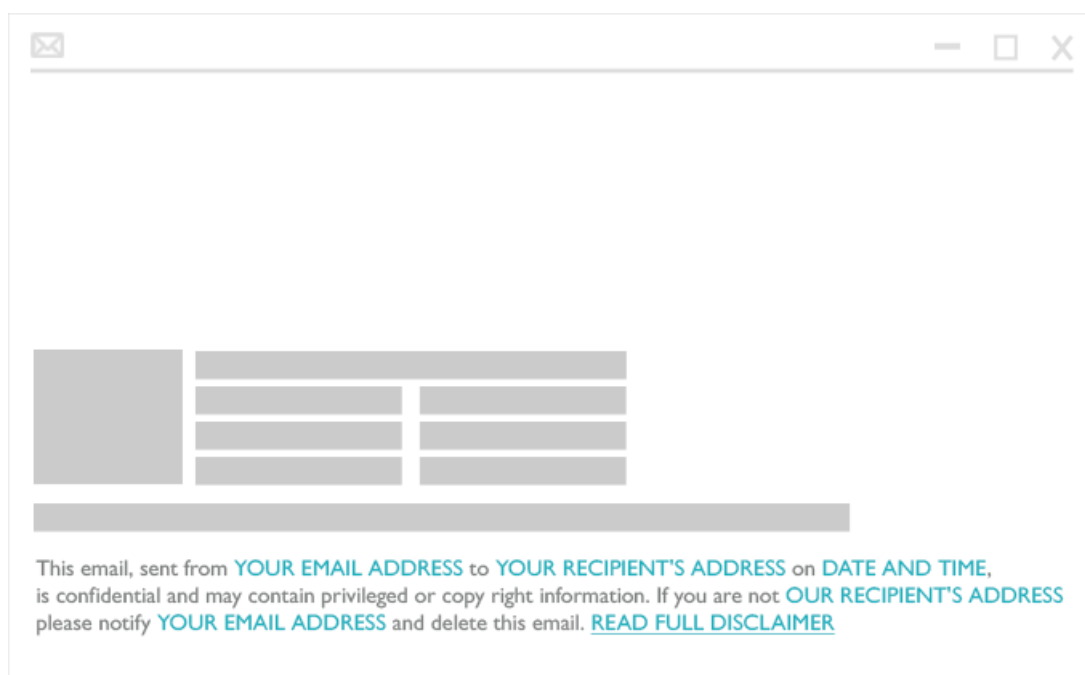 This email, sent from YOUR EMAIL ADDRESS to YOUR RECIPIENT'S ADDRESS on DATE AND TIME,
is confidential and may contain privileged or copy right information. If you are not OUR RECIPIENT'S ADDRESS
please notify YOUR EMAIL ADDRESS and delete this email. READ FULL DISCLAIMER